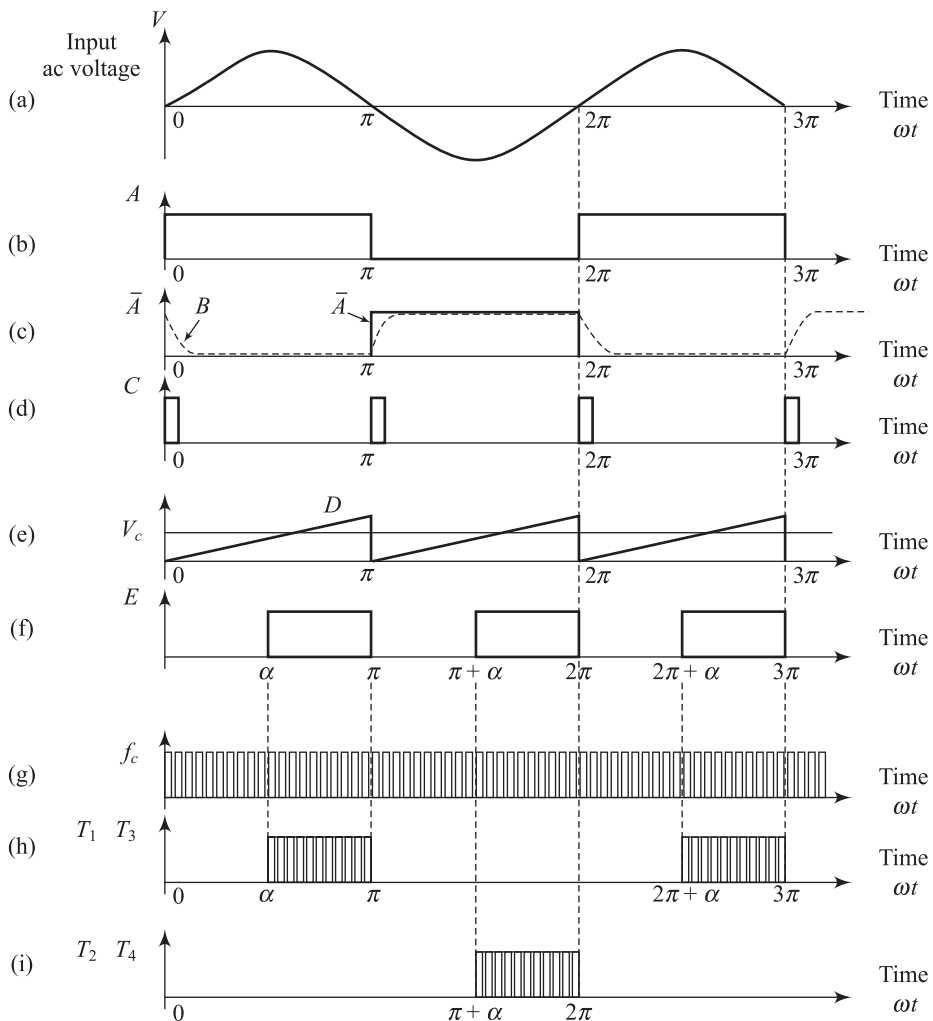 V
Input
ac voltage
(a)
0 π 2π 3π
Time
ωt
A
(b)
0 π 2π 3π
Time
ωt
A̅ B A̅
(c)
0 π 2π 3π
Time
ωt
C
(d)
0 π 2π 3π
Time
ωt
D
(e) V_c
0 π 2π 3π
Time
ωt
E
(f)
α π π + α 2π 2π + α 3π
Time
ωt
f_c
(g)
Time
ωt
T₁ T₃
(h)
0 α π 2π + α 3π
Time
ωt
T₂ T₄
(i)
0 π + α 2π
Time
ωt